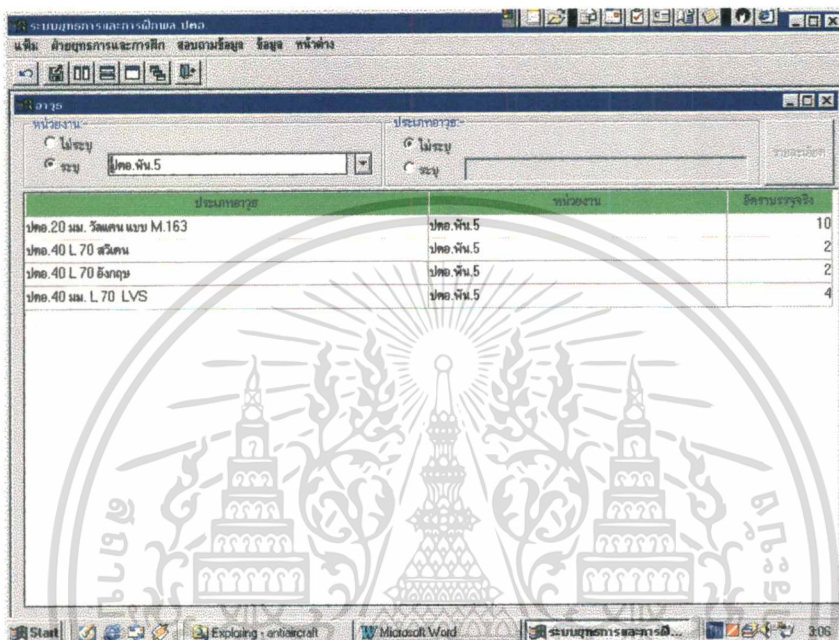 ระบบยุทธการและการฝึกพล.ปตอ.
แฟ้ม ฝ่ายยุทธการและการฝึก สอบถามข้อมูล ข้อมูล หน้าต่าง
อาวุธ
หน่วยงาน:-
ไม่ระบุ
ระบุ ปตอ.พัน.5
ประเภทอาวุธ:-
ไม่ระบุ
ระบุ
รายละเอียด
ประเภทอาวุธ หน่วยงาน อัตราบรรจุจริง
ปตอ.20 มม. วัลแคน แบบ M.163 ปตอ.พัน.5 10
ปตอ.40 L 70 สวีเดน ปตอ.พัน.5 2
ปตอ.40 L 70 อังกฤษ ปตอ.พัน.5 2
ปตอ.40 มม. L 70 LVS ปตอ.พัน.5 4
Start Exploring - antiaircraft Microsoft Word ระบบยุทธการและการฝึ... 3:06